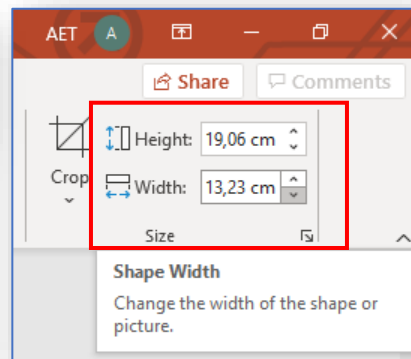 AET A
Share Comments
Height: 19,06 cm
Crop Width: 13,23 cm
Size
Shape Width
Change the width of the shape or
picture.